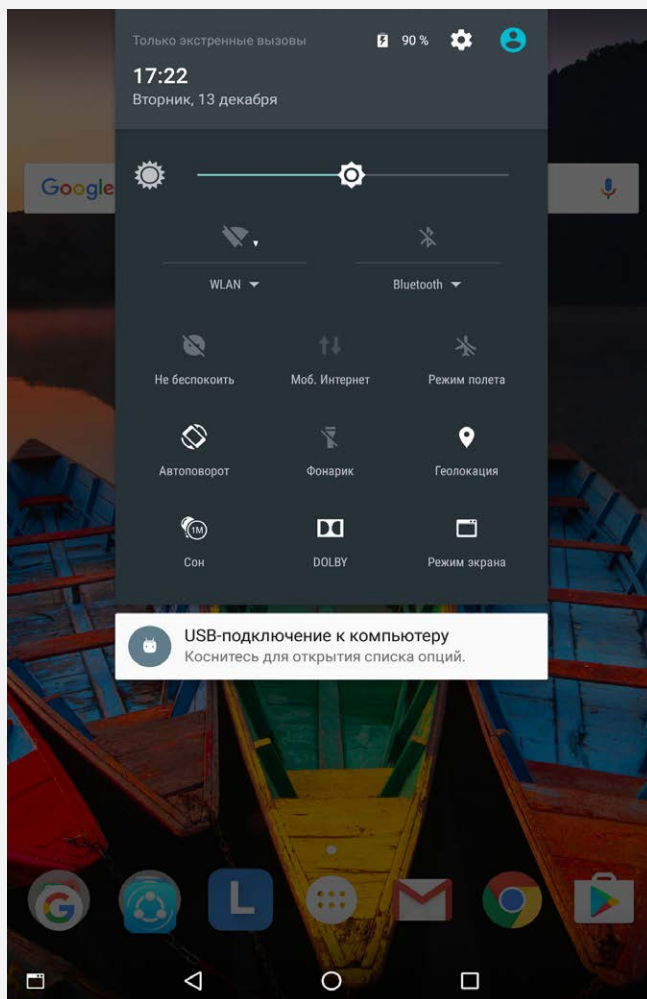 Только экстренные вызовы 90 %
17:22
Вторник, 13 декабря
Google
WLAN Bluetooth
Не беспокоить Моб. Интернет Режим полета
Автоповорот Фонарик Геолокация
1M
Сон DOLBY Режим экрана
USB-подключение к компьютеру
Коснитесь для открытия списка опций.
G L